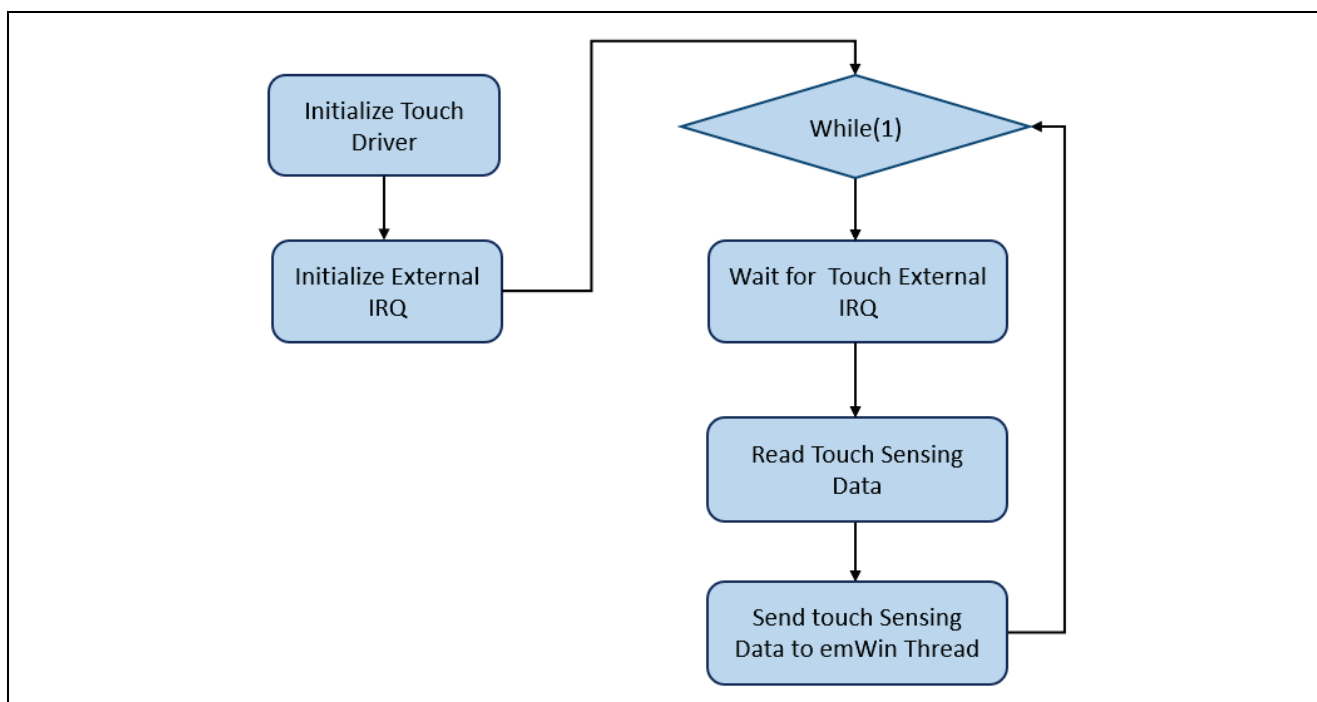 Initialize Touch
Driver
Initialize External
IRQ
While(1)
Wait for  Touch External
IRQ
Read Touch Sensing
Data
Send touch Sensing
Data to emWin Thread